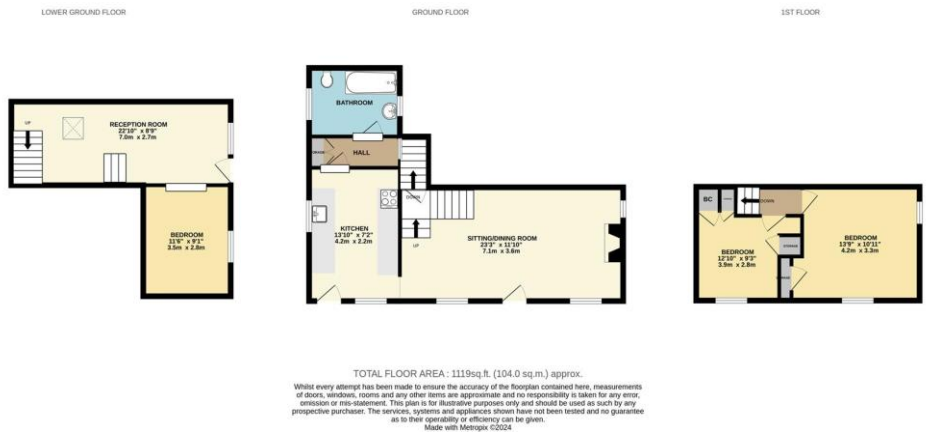 LOWER GROUND FLOOR
GROUND FLOOR
1ST FLOOR
UP
RECEPTION ROOM
22'10" x 8'9"
7.0m x 2.7m
BEDROOM
11'6" x 9'1"
3.5m x 2.8m
BATHROOM
HALL
KITCHEN
13'10" x 7'2"
4.2m x 2.2m
DOWN
UP
SITTING/DINING ROOM
23'3" x 11'10"
7.1m x 3.6m
BC
DOWN
BEDROOM
12'10" x 9'3"
3.9m x 2.8m
STORAGE
BEDROOM
13'9" x 10'11"
4.2m x 3.3m
TOTAL FLOOR AREA : 1119sq.ft. (104.0 sq.m.) approx.
Whilst every attempt has been made to ensure the accuracy of the floorplan contained here, measurements
of doors, windows, rooms and any other items are approximate and no responsibility is taken for any error,
omission or mis-statement. This plan is for illustrative purposes only and should be used as such by any
prospective purchaser. The services, systems and appliances shown have not been tested and no guarantee
as to their operability or efficiency can be given.
Made with Metropix ©2024